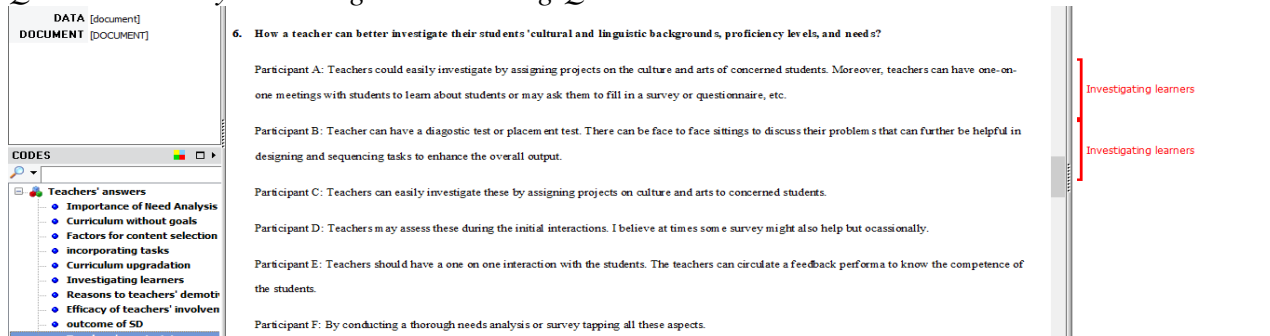 DATA [document]
DOCUMENT [DOCUMENT]
CODES
Teachers' answers
Importance of Need Analysis
Curriculum without goals
Factors for content selection
incorporating tasks
Curriculum upgradation
Investigating learners
Reasons to teachers' demoti
Efficacy of teachers' involven
outcome of SD
6. How a teacher can better investigate their students 'cultural and linguistic backgrounds, proficiency levels, and needs?
Participant A: Teachers could easily investigate by assigning projects on the culture and arts of concerned students. Moreover, teachers can have one-on-
one meetings with students to learn about students or may ask them to fill in a survey or questionnaire, etc.
Participant B: Teacher can have a diagostic test or placement test. There can be face to face sittings to discuss their problems that can further be helpful in
designing and sequencing tasks to enhance the overall output.
Participant C: Teachers can easily investigate these by assigning projects on culture and arts to concerned students.
Participant D: Teachers may assess these during the initial interactions. I believe at times some survey might also help but ocassionally.
Participant E: Teachers should have a one on one interaction with the students. The teachers can circulate a feedback performa to know the competence of
the students.
Participant F: By conducting a thorough needs analysis or survey tapping all these aspects.
Investigating learners
Investigating learners